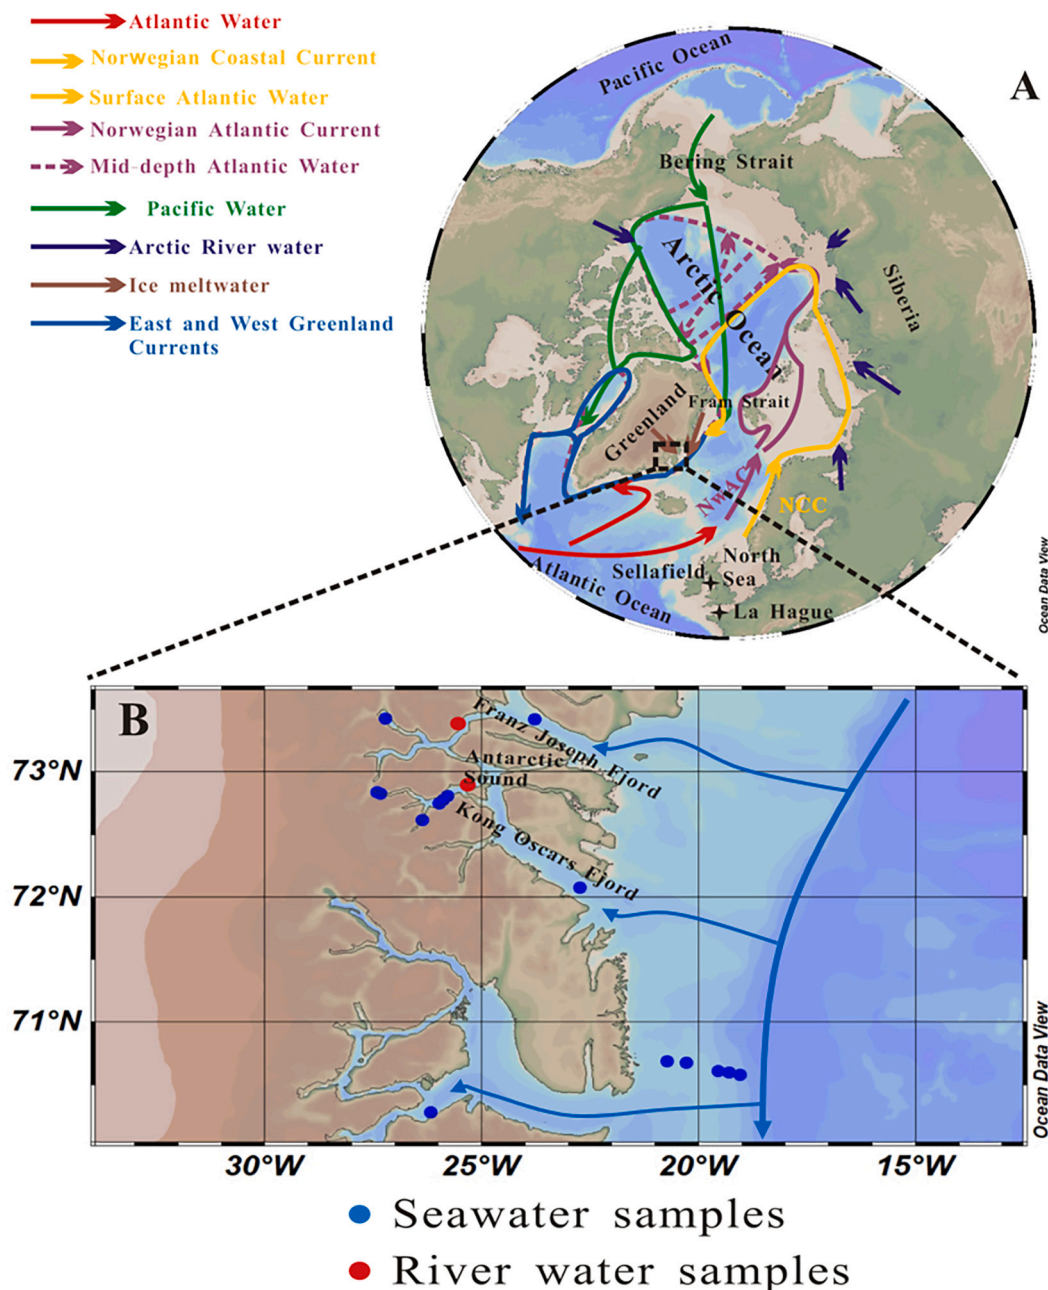 Atlantic Water
Norwegian Coastal Current
Surface Atlantic Water
Norwegian Atlantic Current
Mid-depth Atlantic Water
Pacific Water
Arctic River water
Ice meltwater
East and West Greenland
Currents
A
Pacific Ocean
Bering Strait
Arctic Ocean
Siberia
Fram Strait
Greenland
NwAC
NCC
North
Sea
Sellafield
Atlantic Ocean
La Hague
Ocean Data View
B
Franz Joseph Fjord
Antarctic
Sound
Kong Oscars Fjord
73°N
72°N
71°N
30°W
25°W
20°W
15°W
Ocean Data View
Seawater samples
River water samples